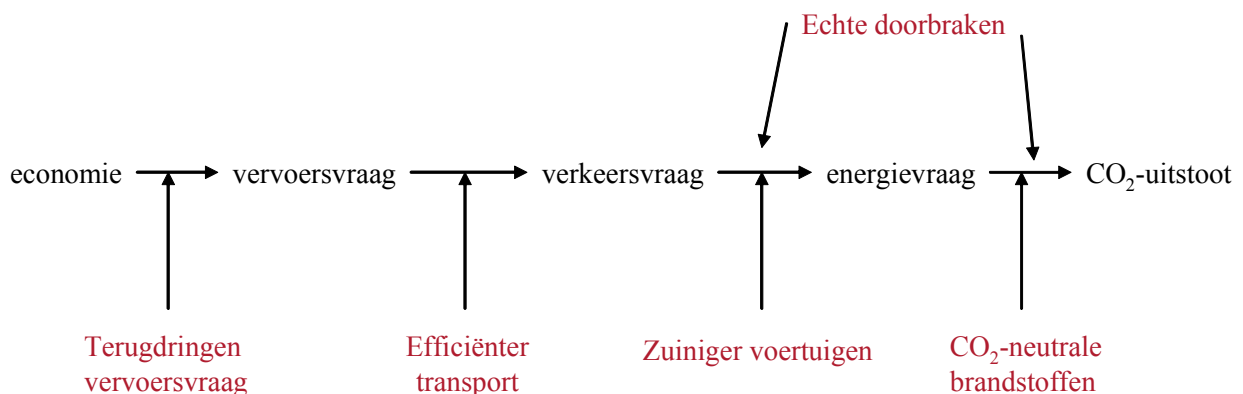 Echte doorbraken
economie vervoersvraag verkeersvraag energievraag CO₂-uitstoot
Terugdringen
vervoersvraag
Efficiënter
transport
Zuiniger voertuigen
CO₂-neutrale
brandstoffen